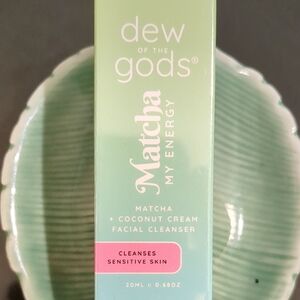 dew
OF THE
gods®
Matcha
MY ENERGY
MATCHA
+ COCONUT CREAM
FACIAL CLEANSER
CLEANSES
SENSITIVE SKIN
20ML ℮ 0.68OZ